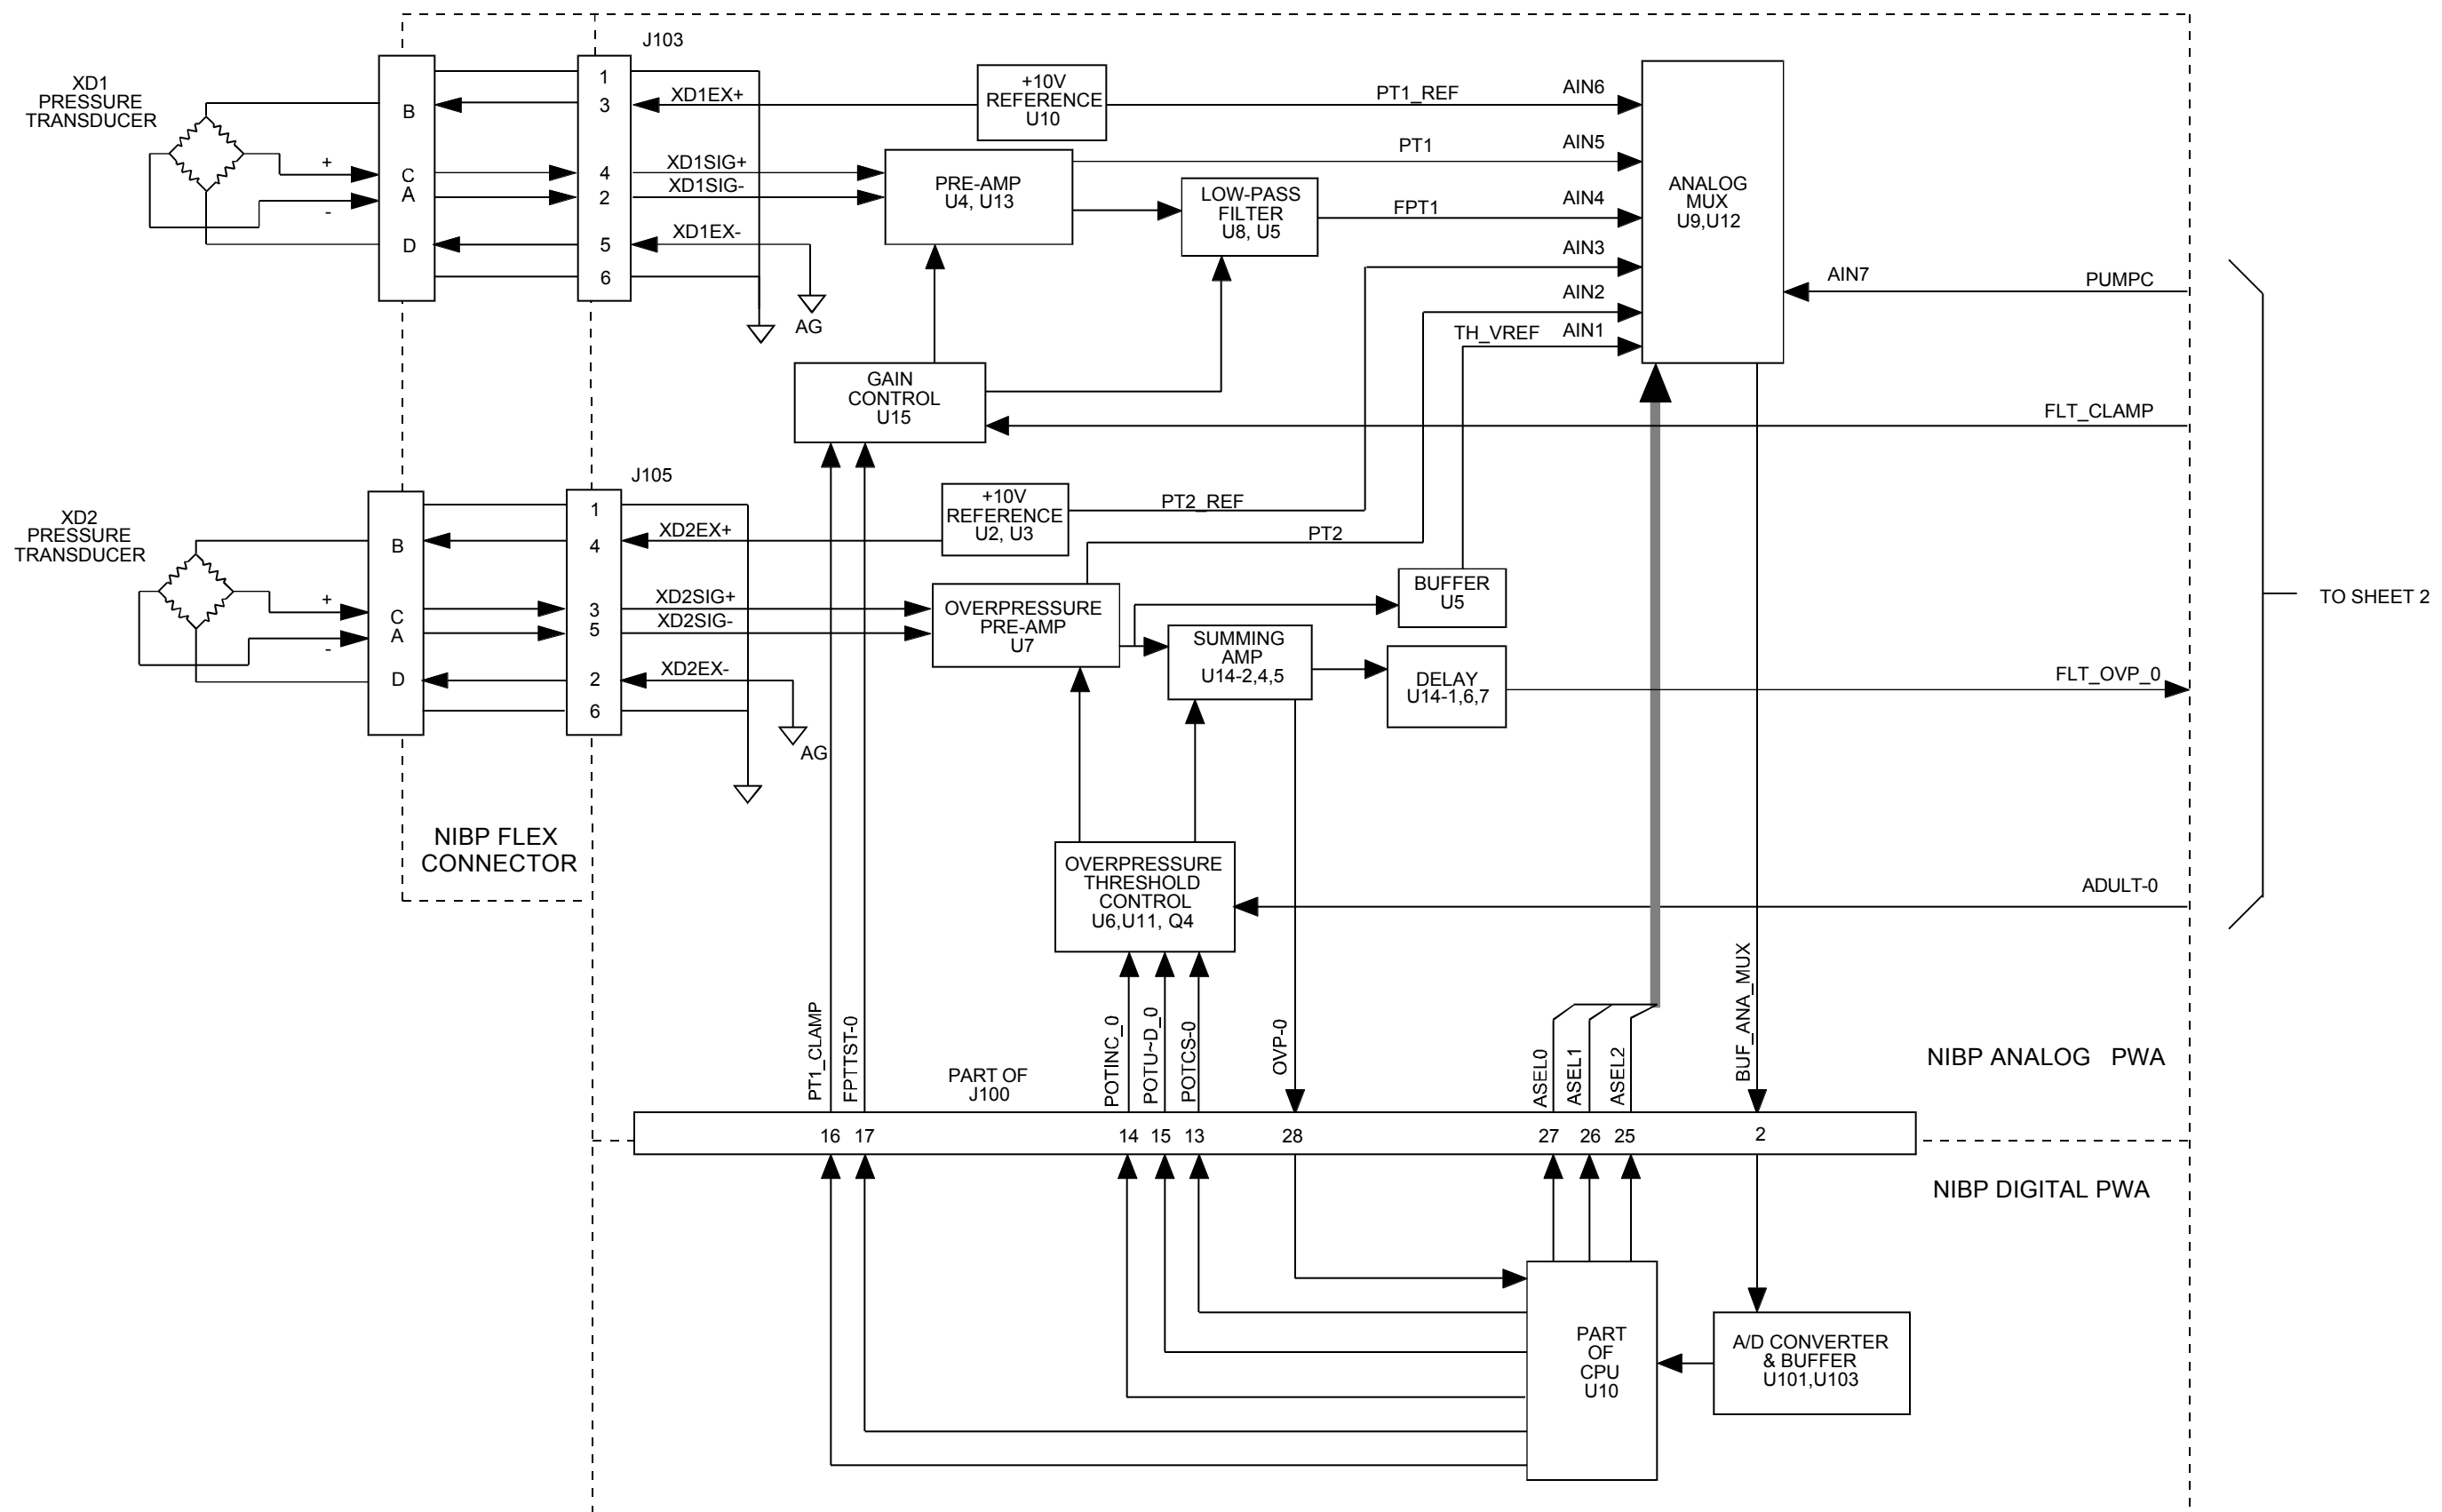 J103
XD1
PRESSURE
TRANSDUCER
B
C
A
D
+
-
1
3
4
2
5
6
XD1EX+
XD1SIG+
XD1SIG-
XD1EX-
AG
+10V
REFERENCE
U10
PRE-AMP
U4, U13
LOW-PASS
FILTER
U8, U5
PT1_REF
PT1
FPT1
AIN6
AIN5
AIN4
AIN3
AIN2
TH_VREF
AIN1
ANALOG
MUX
U9,U12
AIN7
PUMPC
GAIN
CONTROL
U15
FLT_CLAMP
J105
XD2
PRESSURE
TRANSDUCER
B
C
A
D
+
-
1
4
3
5
2
6
XD2EX+
XD2SIG+
XD2SIG-
XD2EX-
AG
+10V
REFERENCE
U2, U3
PT2_REF
PT2
OVERPRESSURE
PRE-AMP
U7
BUFFER
U5
SUMMING
AMP
U14-2,4,5
DELAY
U14-1,6,7
FLT_OVP_0
TO SHEET 2
NIBP FLEX
CONNECTOR
OVERPRESSURE
THRESHOLD
CONTROL
U6,U11, Q4
ADULT-0
PT1_CLAMP
FPTTST-0
POTINC_0
POTU~D_0
POTCS-0
OVP-0
ASEL0
ASEL1
ASEL2
BUF_ANA_MUX
NIBP ANALOG PWA
PART OF
J100
16 17 14 15 13 28 27 26 25 2
NIBP DIGITAL PWA
PART
OF
CPU
U10
A/D CONVERTER
& BUFFER
U101,U103